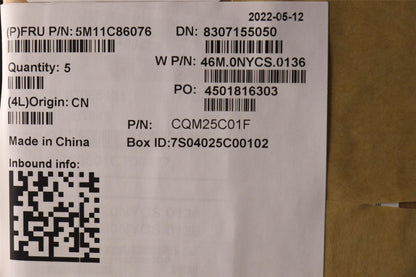 2022-05-12
(P)FRU P/N: 5M11C86076 DN: 8307155050
Quantity: 5 W P/N: 46M.0NYCS.0136
(4L)Origin: CN PO: 4501816303
P/N: CQM25C01F
Made in China Box ID:7S04025C00102
Inbound info: